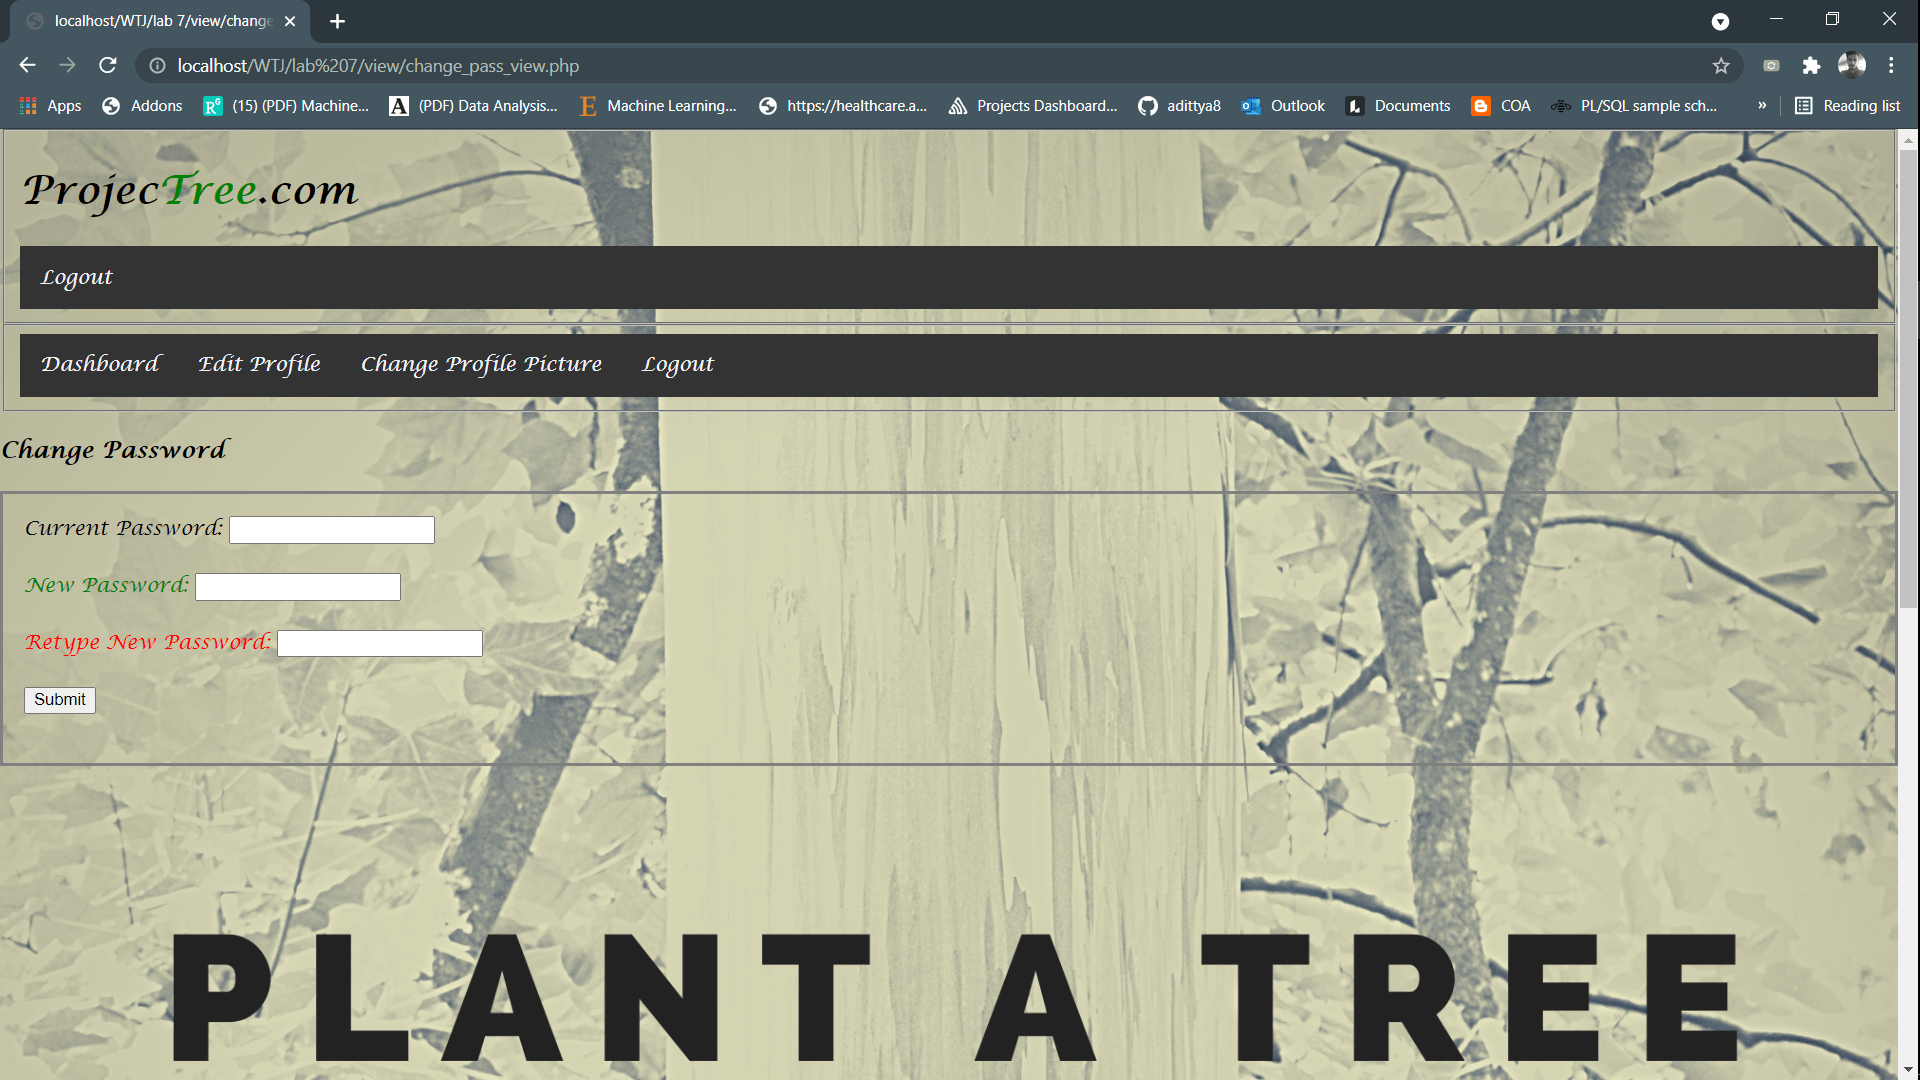 localhost/WTJ/lab 7/view/change
localhost/WTJ/lab%207/view/change_pass_view.php
Apps Addons (15) (PDF) Machine... (PDF) Data Analysis... Machine Learning... https://healthcare.a... Projects Dashboard... adittya8 Outlook Documents COA PL/SQL sample sch... » Reading list
ProjecTree.com
Logout
Dashboard Edit Profile Change Profile Picture Logout
Change Password
Current Password:
New Password:
Retype New Password:
Submit
PLANT A TREE